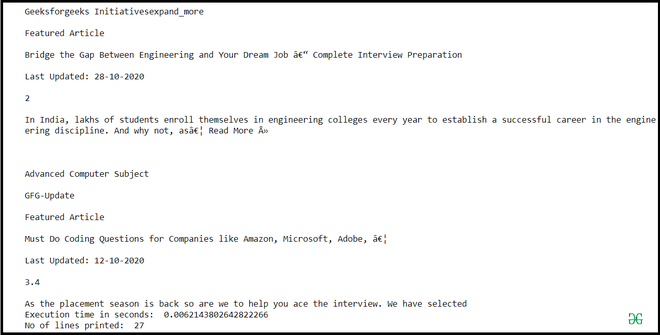 Geeksforgeeks Initiativesexpand_more
Featured Article
Bridge the Gap Between Engineering and Your Dream Job â€“ Complete Interview Preparation
Last Updated: 28-10-2020
2
In India, lakhs of students enroll themselves in engineering colleges every year to establish a successful career in the engine
ering discipline. And why not, asâ€¦ Read More Â»
Advanced Computer Subject
GFG-Update
Featured Article
Must Do Coding Questions for Companies like Amazon, Microsoft, Adobe, â€¦
Last Updated: 12-10-2020
3.4
As the placement season is back so are we to help you ace the interview. We have selected
Execution time in seconds:  0.0062143802642822266
No of lines printed:  27